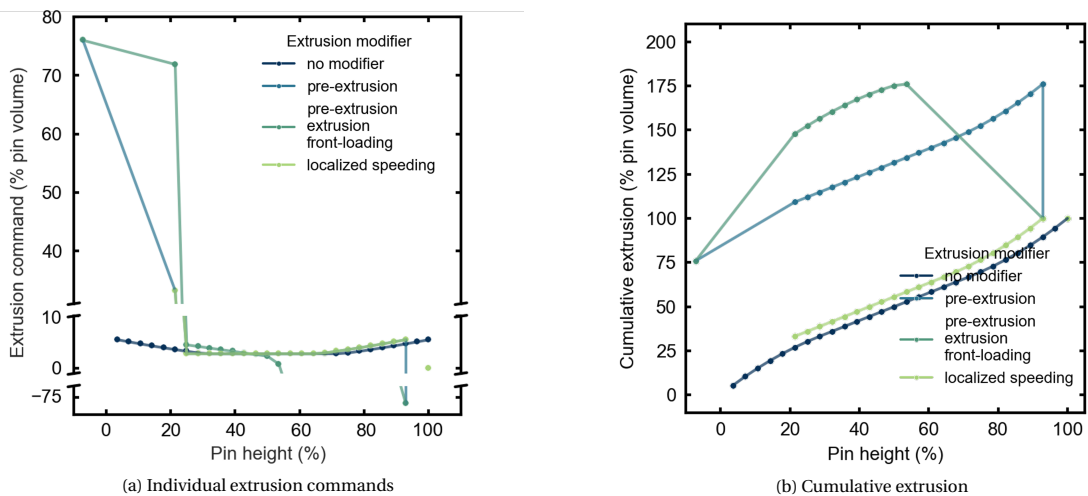 80
70
60
50
40
10
0
−75
0
20
40
60
80
100
Extrusion command (% pin volume)
Pin height (%)
Extrusion modifier
no modifier
pre-extrusion
pre-extrusion
extrusion
front-loading
localized speeding
(a) Individual extrusion commands
200
175
150
125
100
75
50
25
0
0
20
40
60
80
100
Cumulative extrusion (% pin volume)
Pin height (%)
Extrusion modifier
no modifier
pre-extrusion
pre-extrusion
extrusion
front-loading
localized speeding
(b) Cumulative extrusion